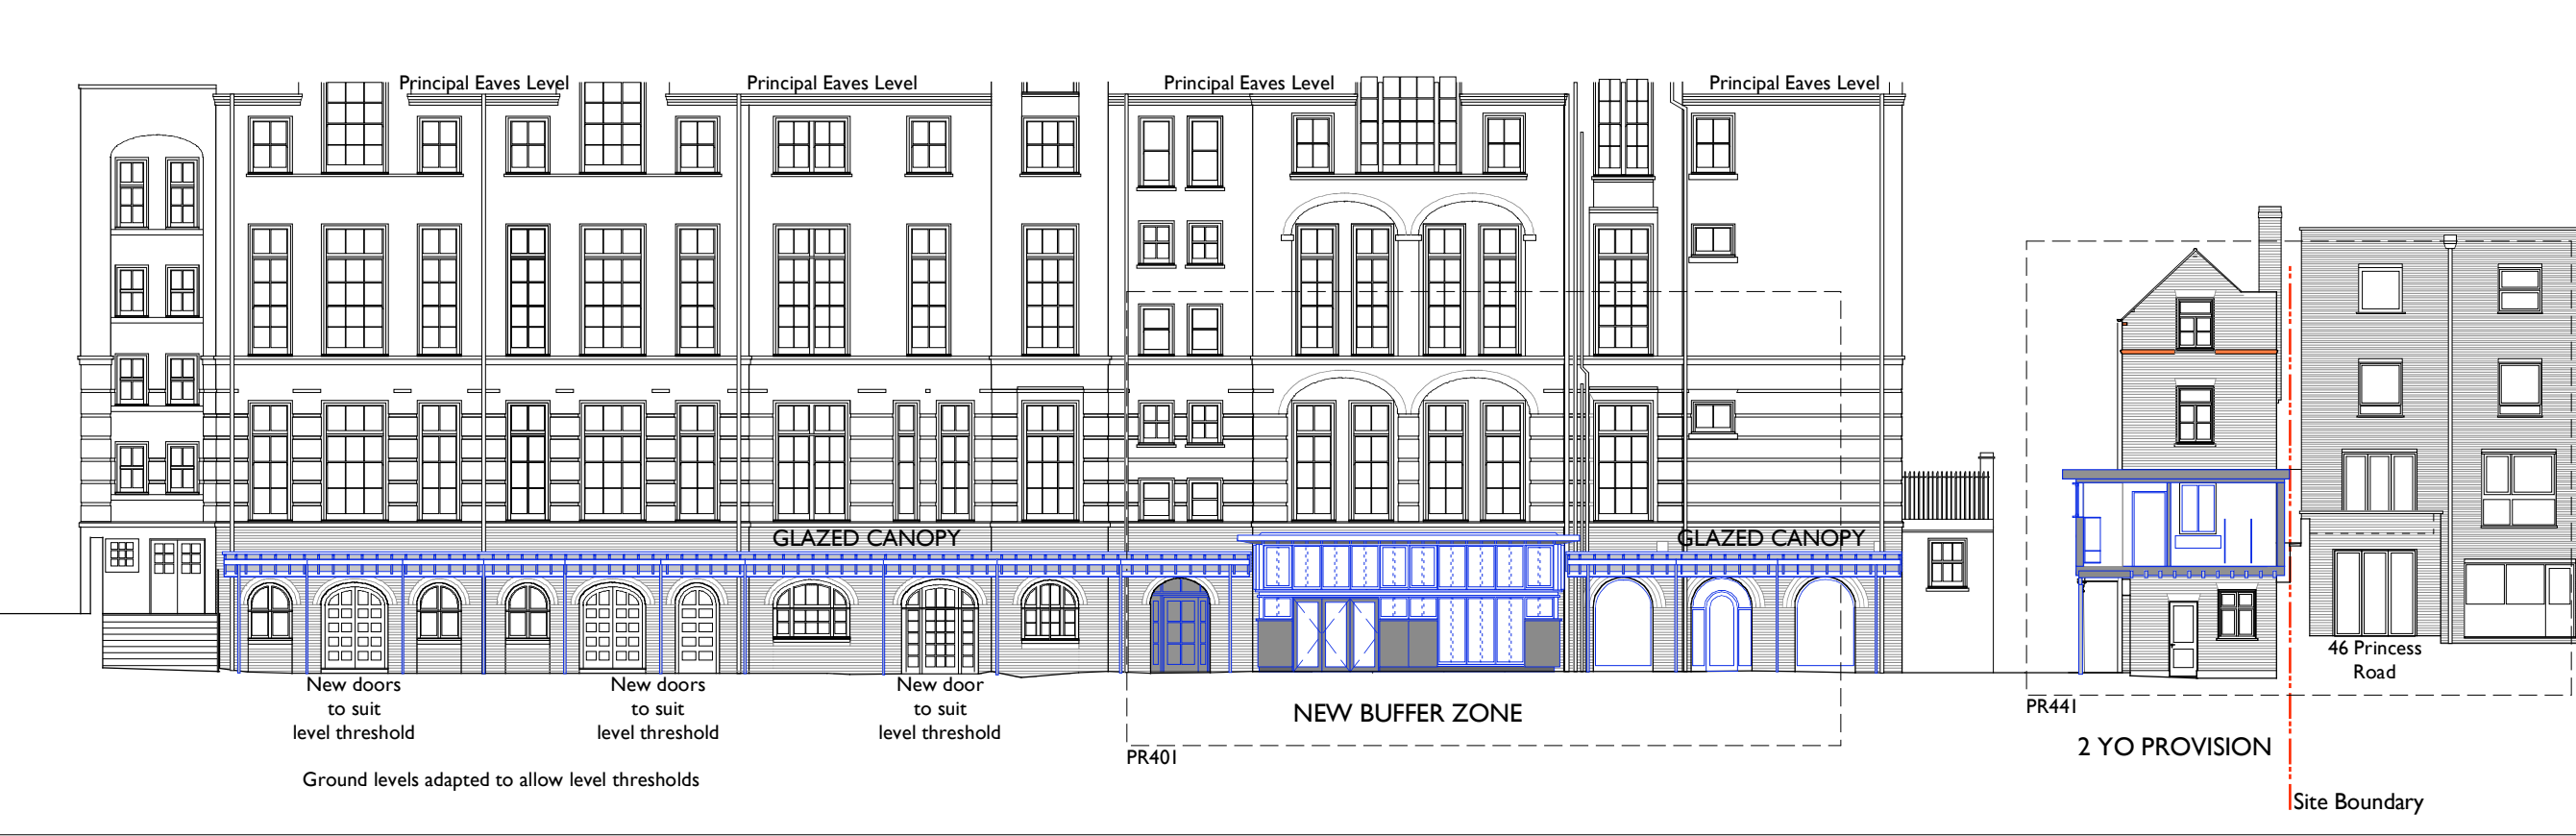 Principal Eaves Level
Principal Eaves Level
Principal Eaves Level
Principal Eaves Level
GLAZED CANOPY
GLAZED CANOPY
New doors
to suit
level threshold
New doors
to suit
level threshold
New door
to suit
level threshold
Ground levels adapted to allow level thresholds
NEW BUFFER ZONE
PR401
46 Princess
Road
PR441
2 YO PROVISION
Site Boundary